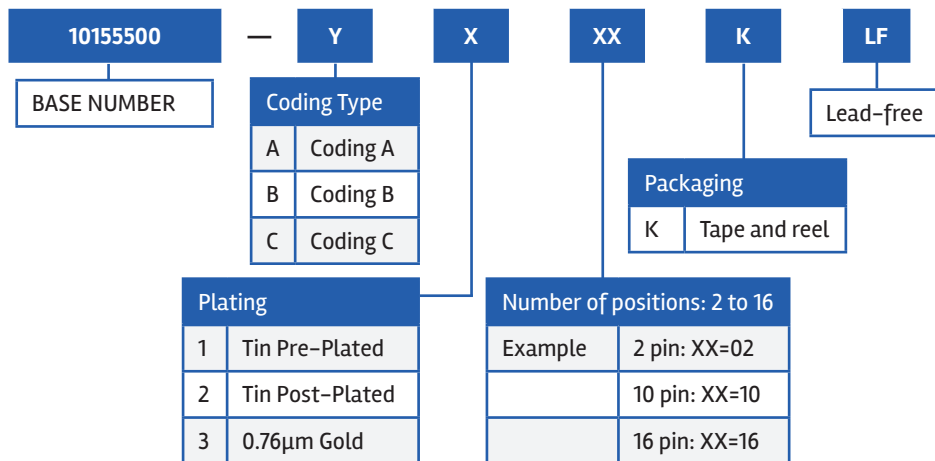 10155500 — Y X XX K LF
BASE NUMBER
Coding Type
A Coding A
B Coding B
C Coding C
Lead-free
Packaging
K Tape and reel
Plating
1 Tin Pre-Plated
2 Tin Post-Plated
3 0.76µm Gold
Number of positions: 2 to 16
Example 2 pin: XX=02
10 pin: XX=10
16 pin: XX=16